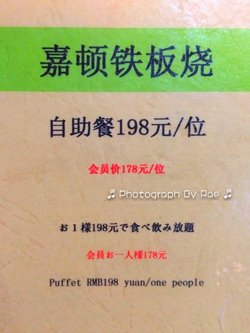 嘉顿铁板烧
自助餐198元/位
会员价178元/位
♫ Photograph By Rae ♫
お1様198元で食べ飲み放題
会員お一人様178元
Puffet RMB198 yuan/one people